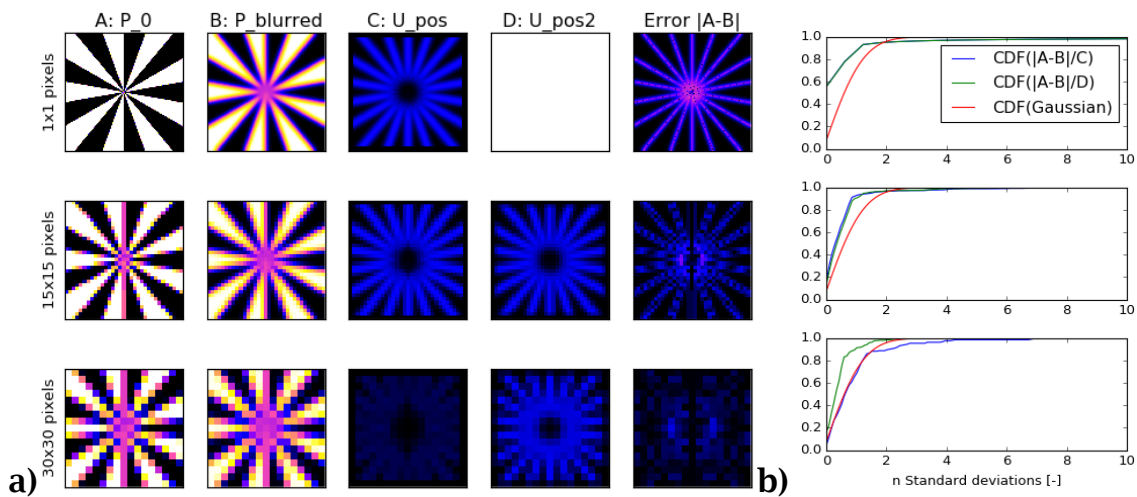 A: P_0 B: P_blurred C: U_pos D: U_pos2 Error |A-B|
1x1 pixels
15x15 pixels
30x30 pixels
a)
1.0
0.8
0.6
0.4
0.2
0.0
CDF(|A-B|/C)
CDF(|A-B|/D)
CDF(Gaussian)
0 2 4 6 8 10
1.0
0.8
0.6
0.4
0.2
0.0
0 2 4 6 8 10
1.0
0.8
0.6
0.4
0.2
0.0
0 2 4 6 8 10
n Standard deviations [-]
b)